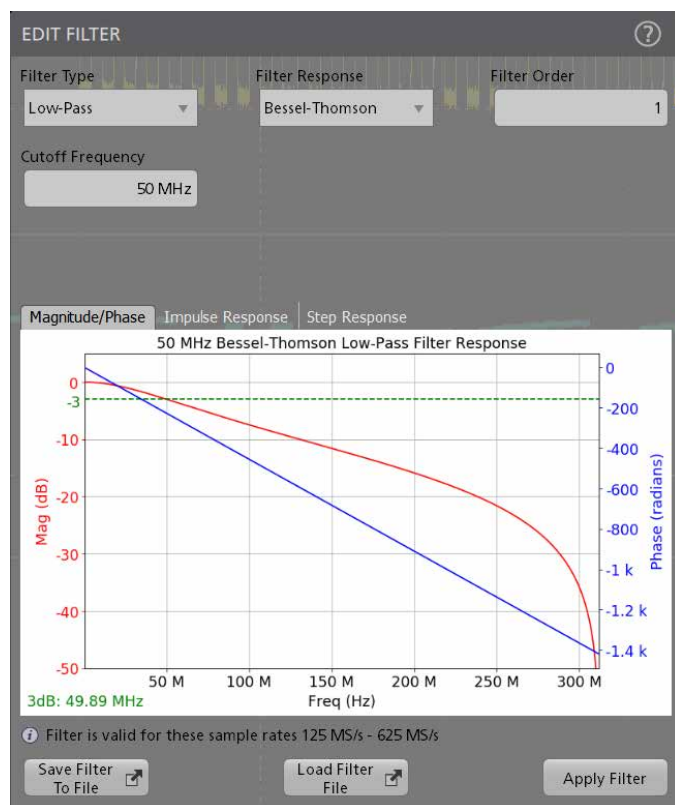 EDIT FILTER ?
Filter Type Filter Response Filter Order
Low-Pass Bessel-Thomson 1
Cutoff Frequency
50 MHz
Magnitude/Phase Impulse Response Step Response
50 MHz Bessel-Thomson Low-Pass Filter Response
0
-3
-10
-20
-30
-40
-50
Mag (dB)
0
-200
-400
-600
-800
-1 k
-1.2 k
-1.4 k
Phase (radians)
50 M 100 M 150 M 200 M 250 M 300 M
3dB: 49.89 MHz Freq (Hz)
i Filter is valid for these sample rates 125 MS/s - 625 MS/s
Save Filter
To File
Load Filter
File
Apply Filter